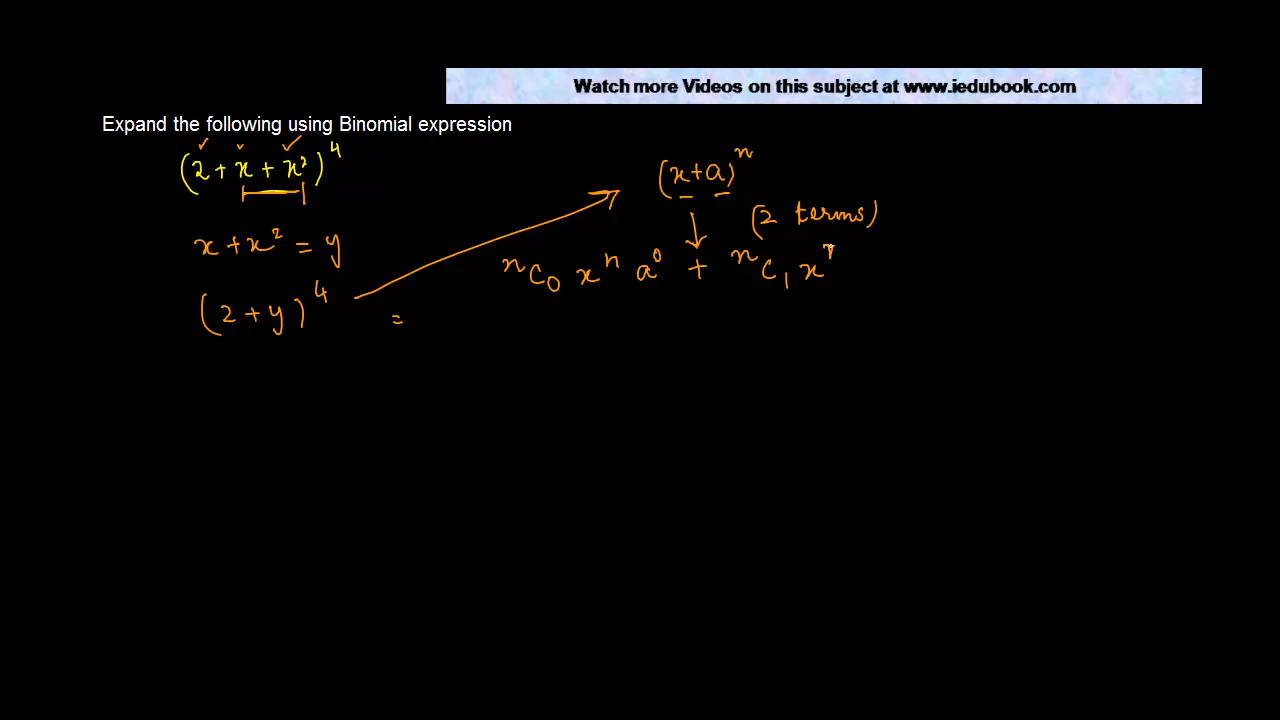 Watch more Videos on this subject at www.iedubook.com
Expand the following using Binomial expression
(2 + x + x²)⁴
(x+a)ⁿ
(2 terms)
x + x² = y
ⁿC₀ xⁿ a⁰ + ⁿC₁ x
(2 + y)⁴ =